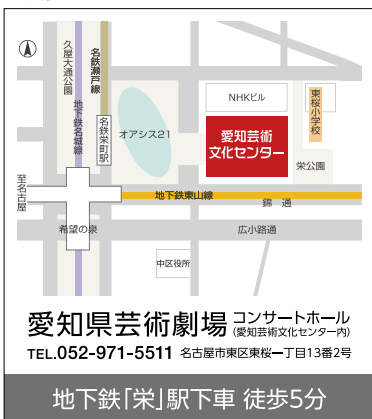 久屋大通公園
地下鉄名城線
名鉄瀬戸線
名鉄栄町駅
オアシス21
NHKビル
愛知芸術
文化センター
東桜小学校
栄公園
至名古屋
地下鉄東山線
錦 通
希望の泉
広小路通
中区役所
愛知県芸術劇場 コンサートホール
(愛知芸術文化センター内)
TEL.052-971-5511 名古屋市東区東桜一丁目13番2号
地下鉄「栄」駅下車 徒歩5分